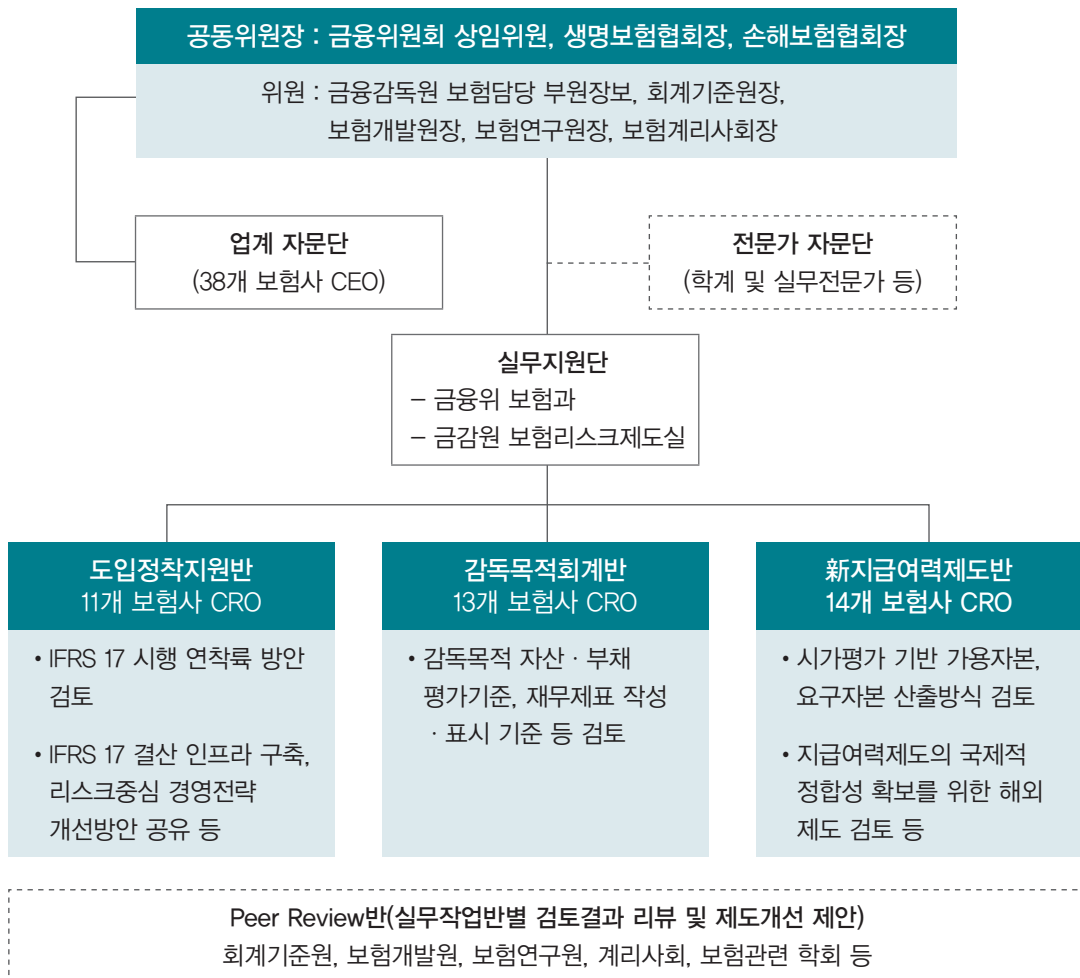 공동위원장 : 금융위원회 상임위원, 생명보험협회장, 손해보험협회장
위원 : 금융감독원 보험담당 부원장보, 회계기준원장,
보험개발원장, 보험연구원장, 보험계리사회장
업계 자문단
(38개 보험사 CEO)
전문가 자문단
(학계 및 실무전문가 등)
실무지원단
– 금융위 보험과
– 금감원 보험리스크제도실
도입정착지원반
11개 보험사 CRO
• IFRS 17 시행 연착륙 방안
검토
• IFRS 17 결산 인프라 구축,
리스크중심 경영전략
개선방안 공유 등
감독목적회계반
13개 보험사 CRO
• 감독목적 자산 · 부채
평가기준, 재무제표 작성
· 표시 기준 등 검토
新지급여력제도반
14개 보험사 CRO
• 시가평가 기반 가용자본,
요구자본 산출방식 검토
• 지급여력제도의 국제적
정합성 확보를 위한 해외
제도 검토 등
Peer Review반(실무작업반별 검토결과 리뷰 및 제도개선 제안)
회계기준원, 보험개발원, 보험연구원, 계리사회, 보험관련 학회 등